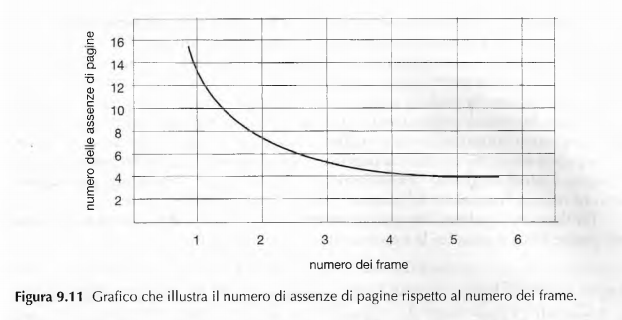 numero delle assenze di pagine
16
14
12
10
8
6
4
2
1 2 3 4 5 6
numero dei frame
Figura 9.11 Grafico che illustra il numero di assenze di pagine rispetto al numero dei frame.